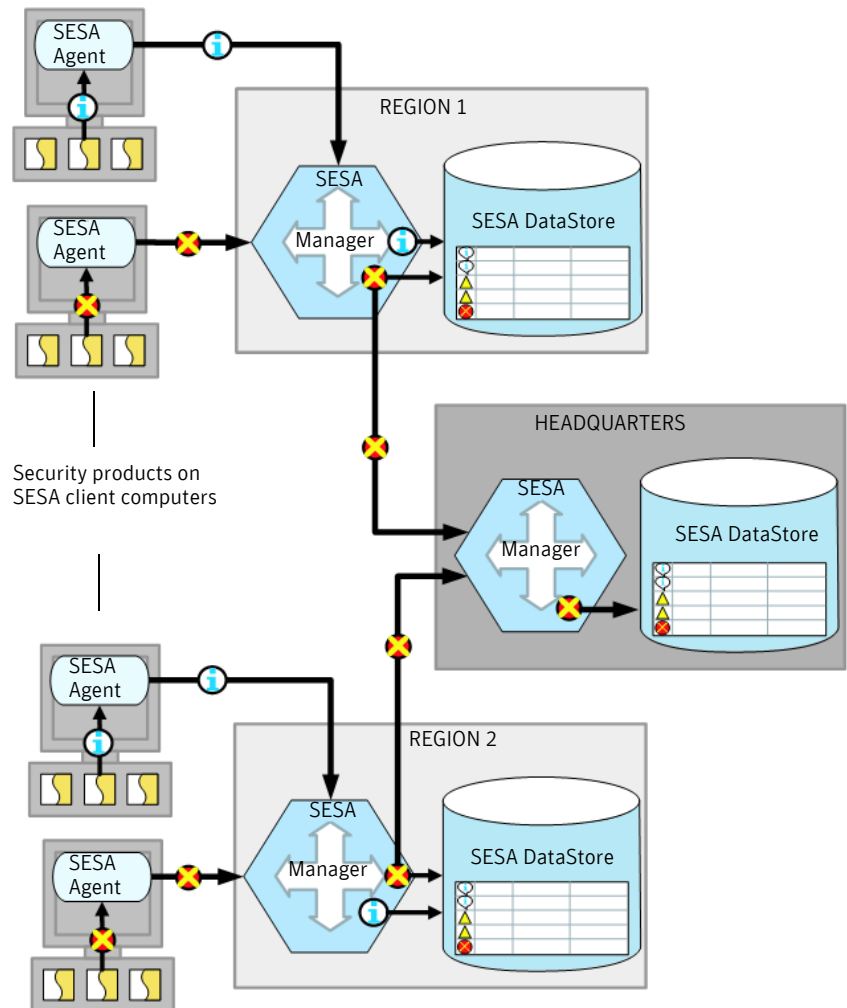 SESA
Agent
REGION 1
SESA
Manager
SESA DataStore
SESA
Agent
HEADQUARTERS
Security products on
SESA client computers
SESA
Manager
SESA DataStore
SESA
Agent
REGION 2
SESA
Manager
SESA DataStore
SESA
Agent